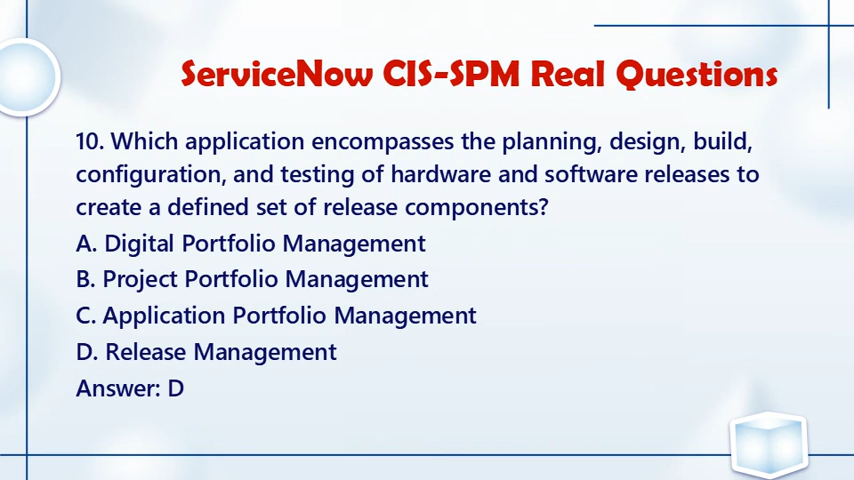 ServiceNow CIS-SPM Real Questions
10. Which application encompasses the planning, design, build,
configuration, and testing of hardware and software releases to
create a defined set of release components?
A. Digital Portfolio Management
B. Project Portfolio Management
C. Application Portfolio Management
D. Release Management
Answer: D